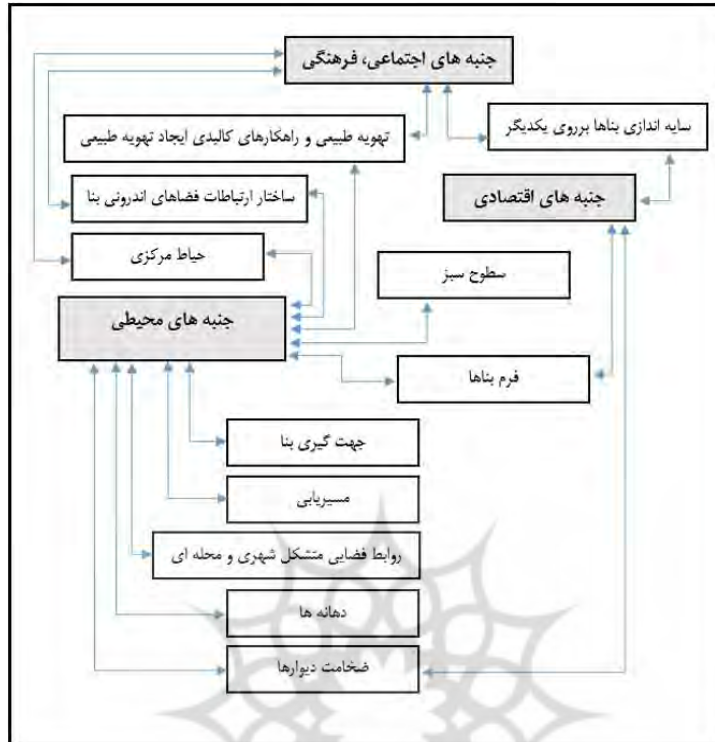 جنبه های اجتماعی، فرهنگی
سایه اندازی بناها برروی یکدیگر
تهویه طبیعی و راهکارهای کالبدی ایجاد تهویه طبیعی
ساختار ارتباطات فضاهای اندرونی بنا
جنبه های اقتصادی
حیاط مرکزی
سطوح سبز
جنبه های محیطی
فرم بناها
جهت گیری بنا
مسیریابی
روابط فضایی متشکل شهری و محله ای
دهانه ها
ضخامت دیوارها